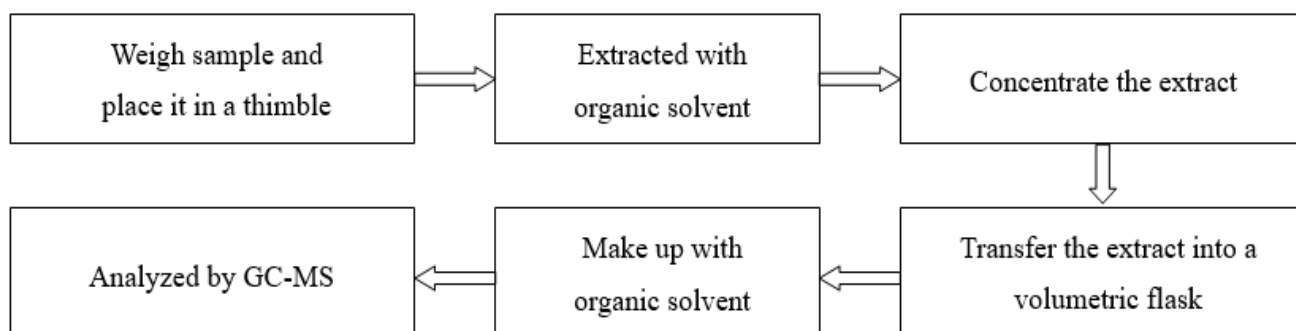 Weigh sample and
place it in a thimble
Extracted with
organic solvent
Concentrate the extract
Transfer the extract into a
volumetric flask
Make up with
organic solvent
Analyzed by GC-MS